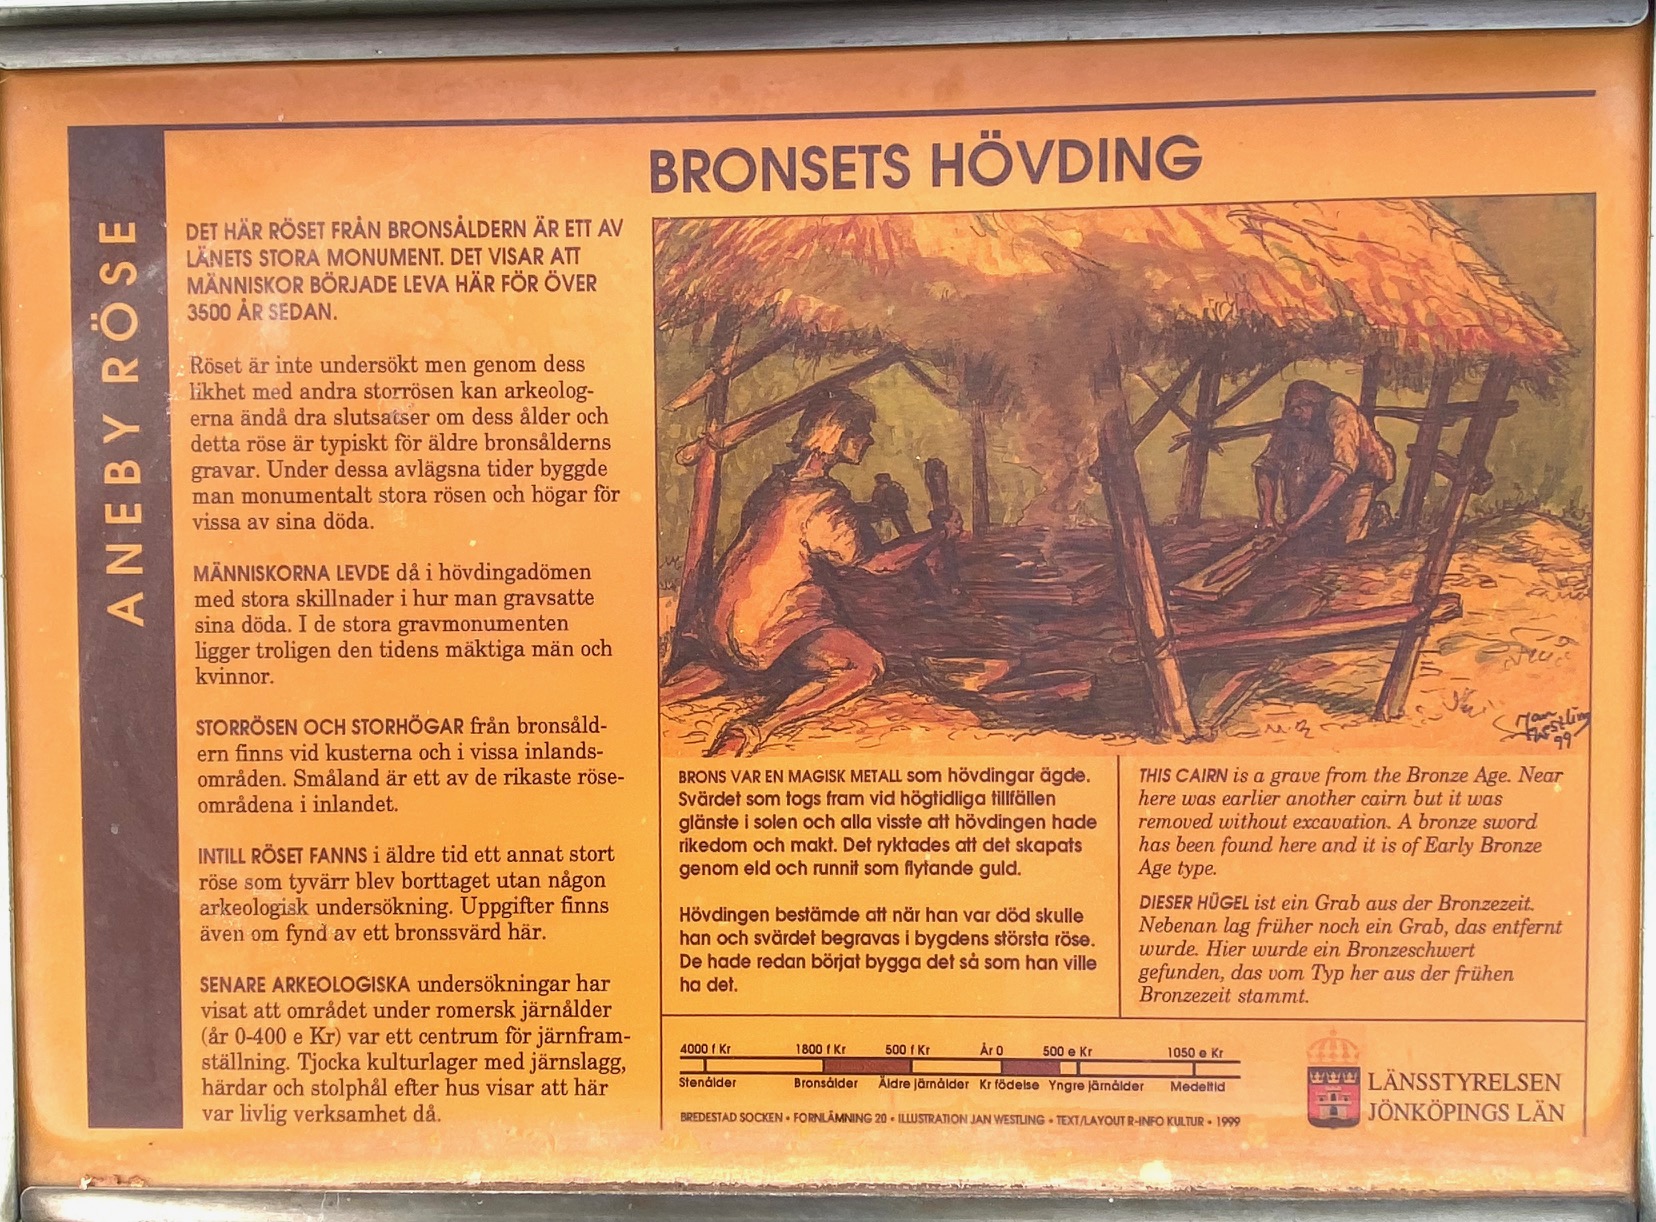 ANEBY RÖSE
BRONSETS HÖVDING
DET HÄR RÖSET FRÅN BRONSÅLDERN ÄR ETT AV
LÄNETS STORA MONUMENT. DET VISAR ATT
MÄNNISKOR BÖRJADE LEVA HÄR FÖR ÖVER
3500 ÅR SEDAN.
Röset är inte undersökt men genom dess
likhet med andra storrösen kan arkeolog-
erna ändå dra slutsatser om dess ålder och
detta röse är typiskt för äldre bronsålderns
gravar. Under dessa avlägsna tider byggde
man monumentalt stora rösen och högar för
vissa av sina döda.
MÄNNISKORNA LEVDE då i hövdingadömen
med stora skillnader i hur man gravsatte
sina döda. I de stora gravmonumenten
ligger troligen den tidens mäktiga män och
kvinnor.
STORRÖSEN OCH STORHÖGAR från bronsåld-
ern finns vid kusterna och i vissa inlands-
områden. Småland är ett av de rikaste röse-
områdena i inlandet.
INTILL RÖSET FANNS i äldre tid ett annat stort
röse som tyvärr blev borttaget utan någon
arkeologisk undersökning. Uppgifter finns
även om fynd av ett bronssvärd här.
SENARE ARKEOLOGISKA undersökningar har
visat att området under romersk järnålder
(år 0-400 e Kr) var ett centrum för järnfram-
ställning. Tjocka kulturlager med järnslagg,
härdar och stolphål efter hus visar att här
var livlig verksamhet då.
Jan
Westling
99
BRONS VAR EN MAGISK METALL som hövdingar ägde.
Svärdet som togs fram vid högtidliga tillfällen
glänste i solen och alla visste att hövdingen hade
rikedom och makt. Det ryktades att det skapats
genom eld och runnit som flytande guld.
Hövdingen bestämde att när han var död skulle
han och svärdet begravas i bygdens största röse.
De hade redan börjat bygga det så som han ville
ha det.
THIS CAIRN is a grave from the Bronze Age. Near
here was earlier another cairn but it was
removed without excavation. A bronze sword
has been found here and it is of Early Bronze
Age type.
DIESER HÜGEL ist ein Grab aus der Bronzezeit.
Nebenan lag früher noch ein Grab, das entfernt
wurde. Hier wurde ein Bronzeschwert
gefunden, das vom Typ her aus der frühen
Bronzezeit stammt.
4000 f Kr 1800 f Kr 500 f Kr År 0 500 e Kr 1050 e Kr
Stenålder Bronsålder Äldre järnålder Kr födelse Yngre järnålder Medeltid
BREDESTAD SOCKEN • FORNLÄMNING 20 • ILLUSTRATION JAN WESTLING • TEXT/LAYOUT R-INFO KULTUR • 1999
LÄNSSTYRELSEN
JÖNKÖPINGS LÄN